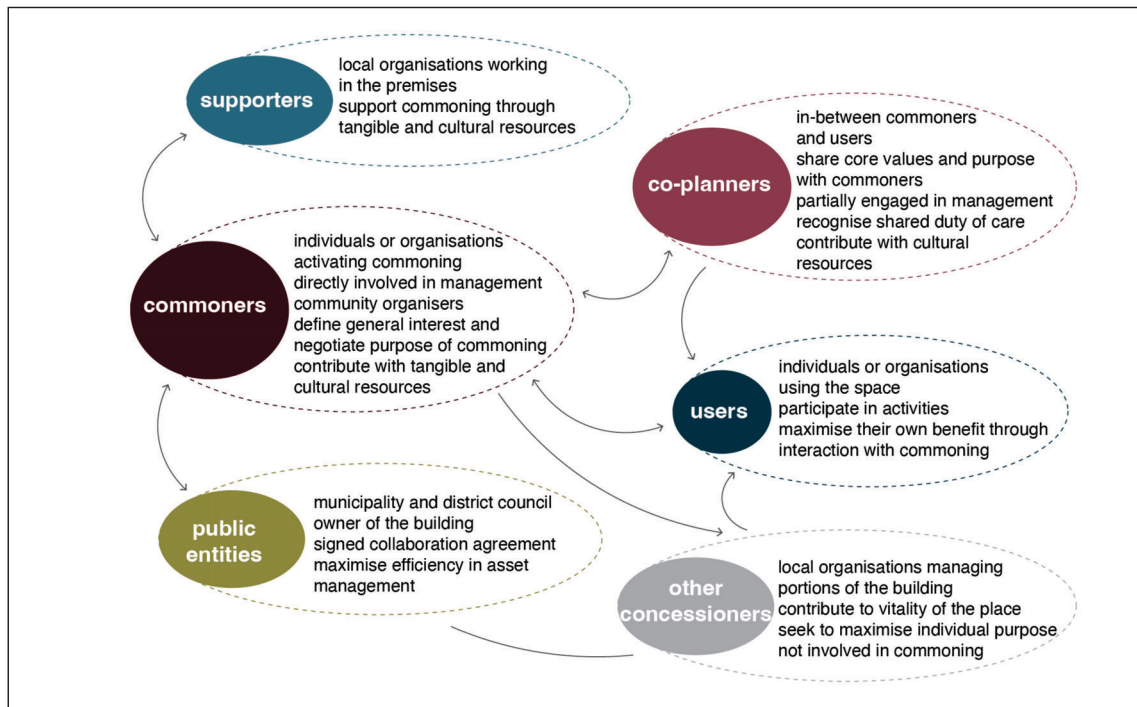 supporters
local organisations working
in the premises
support commoning through
tangible and cultural resources
co-planners
in-between commoners
and users
share core values and purpose
with commoners
partially engaged in management
recognise shared duty of care
contribute with cultural
resources
commoners
individuals or organisations
activating commoning
directly involved in management
community organisers
define general interest and
negotiate purpose of commoning
contribute with tangible and
cultural resources
users
individuals or organisations
using the space
participate in activities
maximise their own benefit through
interaction with commoning
public
entities
municipality and district council
owner of the building
signed collaboration agreement
maximise efficiency in asset
management
other
concessioners
local organisations managing
portions of the building
contribute to vitality of the place
seek to maximise individual purpose
not involved in commoning